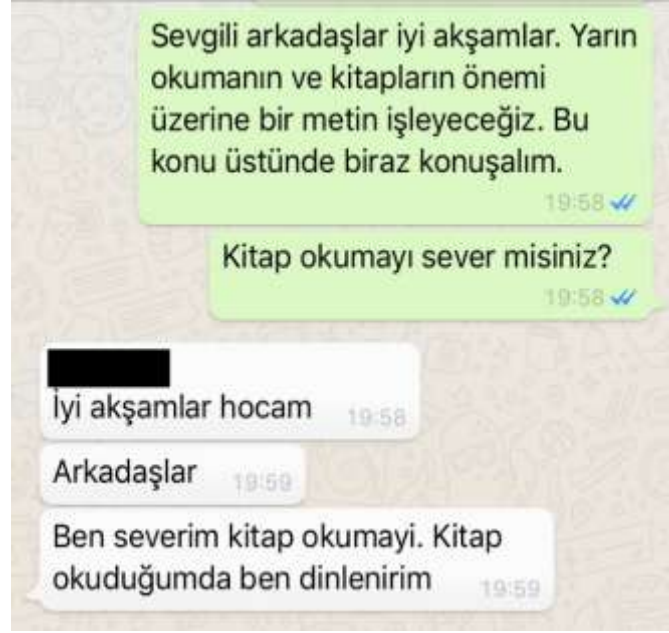 Sevgili arkadaşlar iyi akşamlar. Yarın
okumanın ve kitapların önemi
üzerine bir metin işleyeceğiz. Bu
konu üstünde biraz konuşalım.
19:58
Kitap okumayı sever misiniz?
19:58
İyi akşamlar hocam 19:58
Arkadaşlar 19:59
Ben severim kitap okumayi. Kitap
okuduğumda ben dinlenirim 19:59